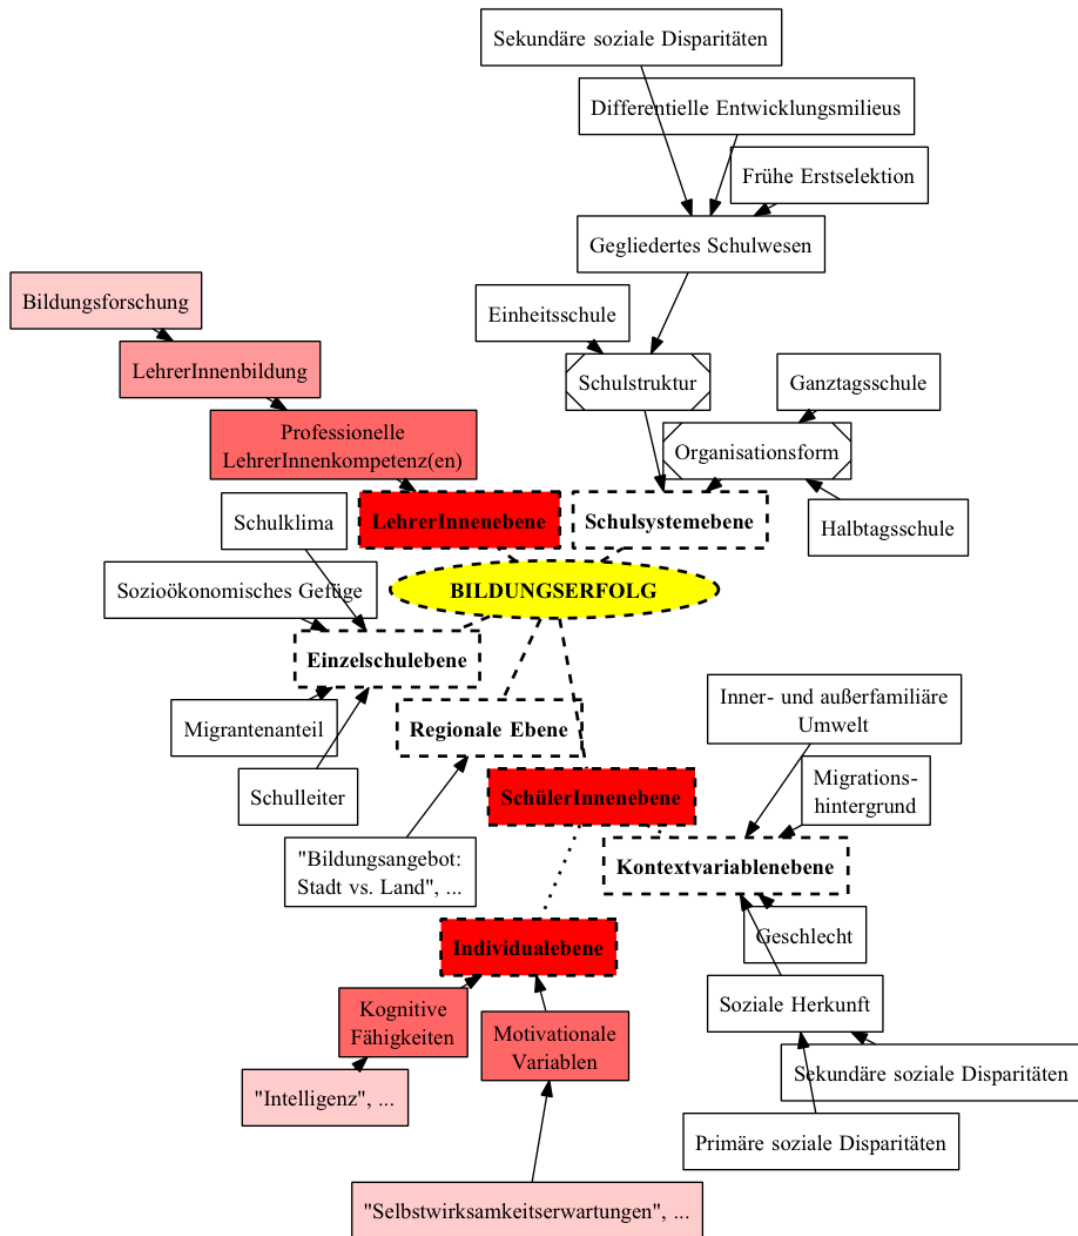 Sekundäre soziale Disparitäten
Differentielle Entwicklungsmilieus
Frühe Erstselektion
Gegliedertes Schulwesen
Bildungsforschung
Einheitsschule
LehrerInnenbildung
Schulstruktur
Ganztagsschule
Professionelle
LehrerInnenkompetenz(en)
Organisationsform
LehrerInnenebene
Schulsystemebene
Schulklima
Halbtagsschule
Sozioökonomisches Gefüge
BILDUNGSERFOLG
Einzelschulebene
Migrantenanteil
Regionale Ebene
Inner- und außerfamiliäre
Umwelt
Schulleiter
SchülerInnenebene
Migrations-
hintergrund
"Bildungsangebot:
Stadt vs. Land", ...
Kontextvariablenebene
Geschlecht
Individualebene
Soziale Herkunft
Kognitive
Fähigkeiten
Motivationale
Variablen
Sekundäre soziale Disparitäten
"Intelligenz", ...
Primäre soziale Disparitäten
"Selbstwirksamkeitserwartungen", ...